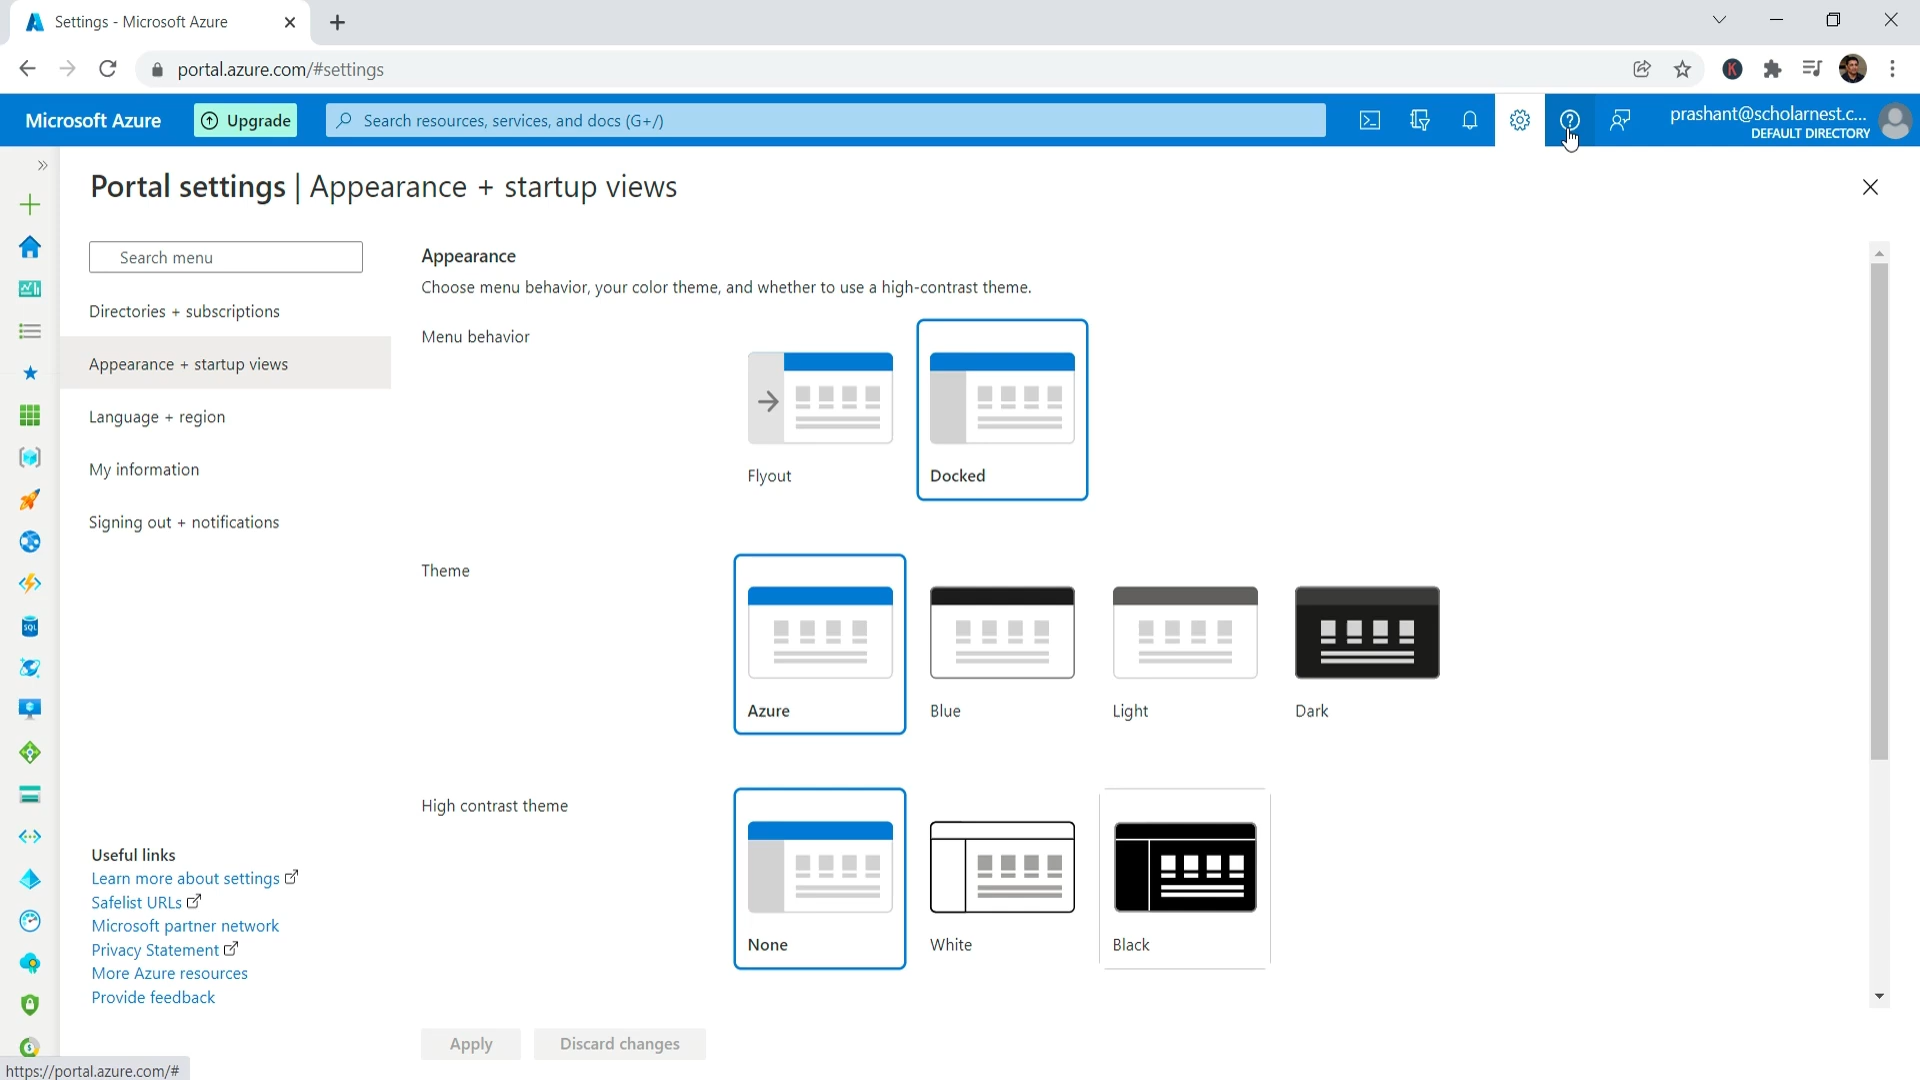 Settings - Microsoft Azure
portal.azure.com/#settings
K
Microsoft Azure
Upgrade
Search resources, services, and docs (G+/)
prashant@scholarnest.c...
DEFAULT DIRECTORY
Portal settings | Appearance + startup views
Search menu
Directories + subscriptions
Appearance + startup views
Language + region
My information
Signing out + notifications
SQL
Useful links
Learn more about settings
Safelist URLs
Microsoft partner network
Privacy Statement
More Azure resources
Provide feedback
Appearance
Choose menu behavior, your color theme, and whether to use a high-contrast theme.
Menu behavior
Flyout
Docked
Theme
Azure
Blue
Light
Dark
High contrast theme
None
White
Black
Apply
Discard changes
https://portal.azure.com/#